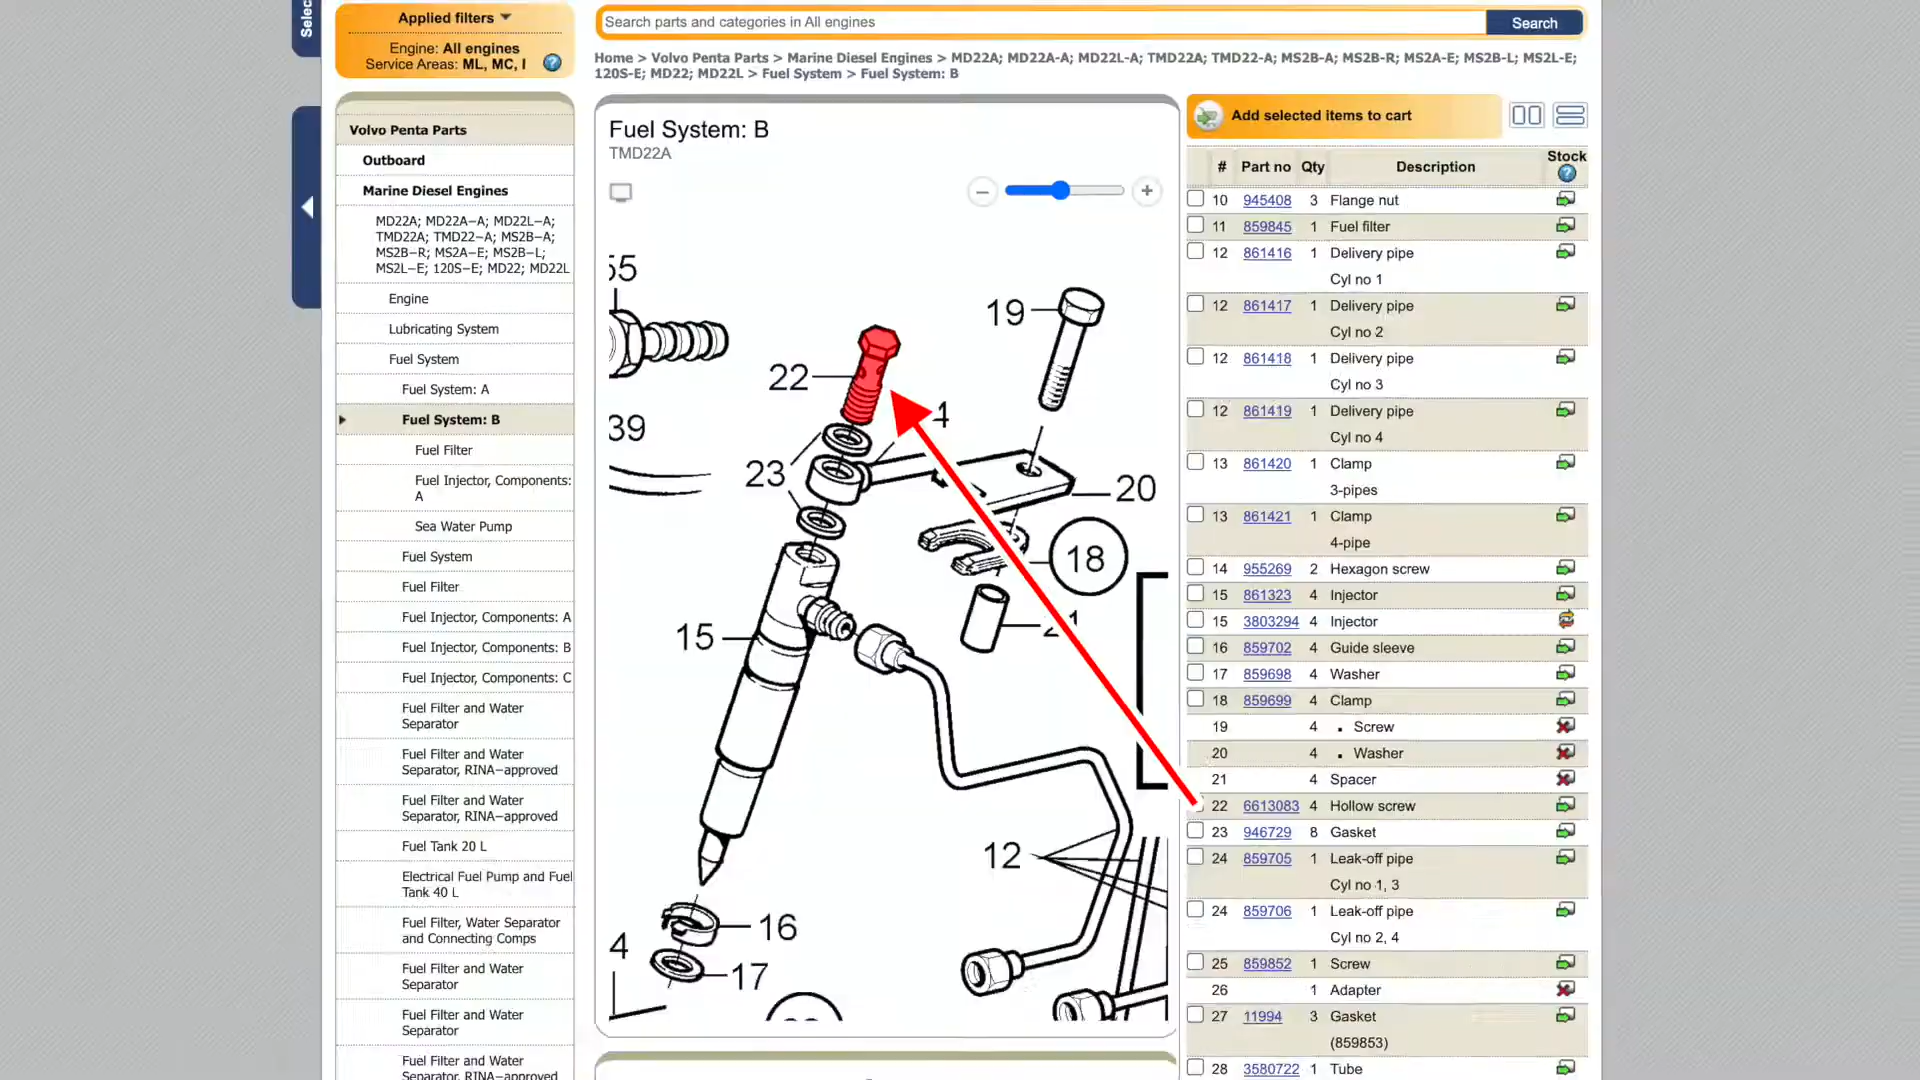 Selec
Applied filters
Engine: All engines
Service Areas: ML, MC, I
Search parts and categories in All engines
Search
Home > Volvo Penta Parts > Marine Diesel Engines > MD22A; MD22A-A; MD22L-A; TMD22A; TMD22-A; MS2B-A; MS2B-R; MS2A-E; MS2B-L; MS2L-E;
120S-E; MD22; MD22L > Fuel System > Fuel System: B
Volvo Penta Parts
Outboard
Marine Diesel Engines
MD22A; MD22A-A; MD22L-A;
TMD22A; TMD22-A; MS2B-A;
MS2B-R; MS2A-E; MS2B-L;
MS2L-E; 120S-E; MD22; MD22L
Engine
Lubricating System
Fuel System
Fuel System: A
Fuel System: B
Fuel Filter
Fuel Injector, Components:
A
Sea Water Pump
Fuel System
Fuel Filter
Fuel Injector, Components: A
Fuel Injector, Components: B
Fuel Injector, Components: C
Fuel Filter and Water
Separator
Fuel Filter and Water
Separator, RINA-approved
Fuel Filter and Water
Separator, RINA-approved
Fuel Tank 20 L
Electrical Fuel Pump and Fuel
Tank 40 L
Fuel Filter, Water Separator
and Connecting Comps
Fuel Filter and Water
Separator
Fuel Filter and Water
Separator
Fuel Filter and Water
Separator, RINA-approved
Fuel System: B
TMD22A
55
19
22
4
39
23
20
18
15
12
16
4
17
Add selected items to cart
# Part no Qty Description Stock
10 945408 3 Flange nut
11 859845 1 Fuel filter
12 861416 1 Delivery pipe
Cyl no 1
12 861417 1 Delivery pipe
Cyl no 2
12 861418 1 Delivery pipe
Cyl no 3
12 861419 1 Delivery pipe
Cyl no 4
13 861420 1 Clamp
3-pipes
13 861421 1 Clamp
4-pipe
14 955269 2 Hexagon screw
15 861323 4 Injector
15 3803294 4 Injector
16 859702 4 Guide sleeve
17 859698 4 Washer
18 859699 4 Clamp
19 4 • Screw
20 4 • Washer
21 4 Spacer
22 6613083 4 Hollow screw
23 946729 8 Gasket
24 859705 1 Leak-off pipe
Cyl no 1, 3
24 859706 1 Leak-off pipe
Cyl no 2, 4
25 859852 1 Screw
26 1 Adapter
27 11994 3 Gasket
(859853)
28 3580722 1 Tube